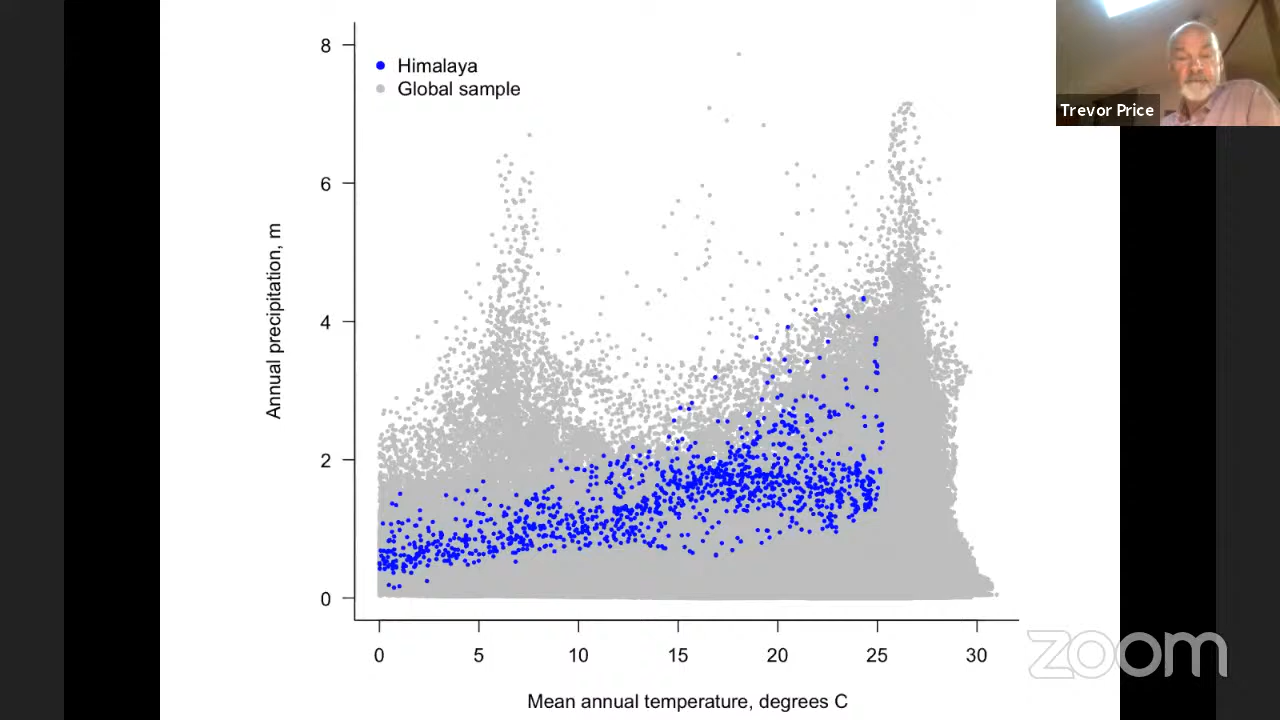 Himalaya
Global sample
Trevor Price
8
6
4
2
0
Annual precipitation, m
0 5 10 15 20 25 30
Mean annual temperature, degrees C
zoom